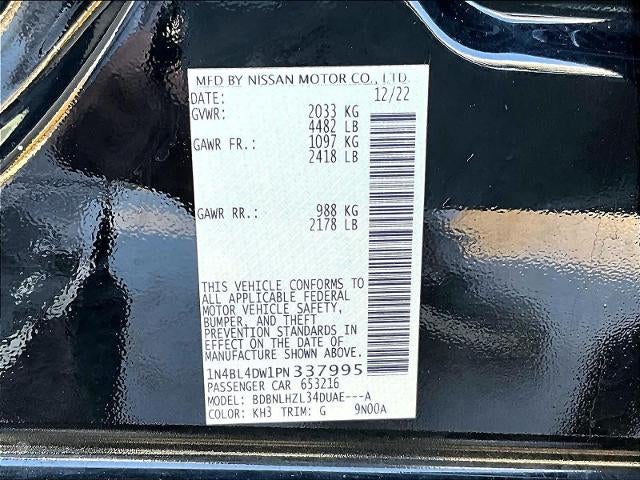 MFD BY NISSAN MOTOR CO., LTD.
DATE: 12/22
GVWR: 2033 KG
4482 LB
GAWR FR.: 1097 KG
2418 LB
GAWR RR.: 988 KG
2178 LB
THIS VEHICLE CONFORMS TO
ALL APPLICABLE FEDERAL
MOTOR VEHICLE SAFETY,
BUMPER, AND THEFT
PREVENTION STANDARDS IN
EFFECT ON THE DATE OF
MANUFACTURE SHOWN ABOVE.
1N4BL4DW1PN337995
PASSENGER CAR 653216
MODEL: BDBNLHZL34DUAE---A
COLOR: KH3 TRIM: G 9N00A